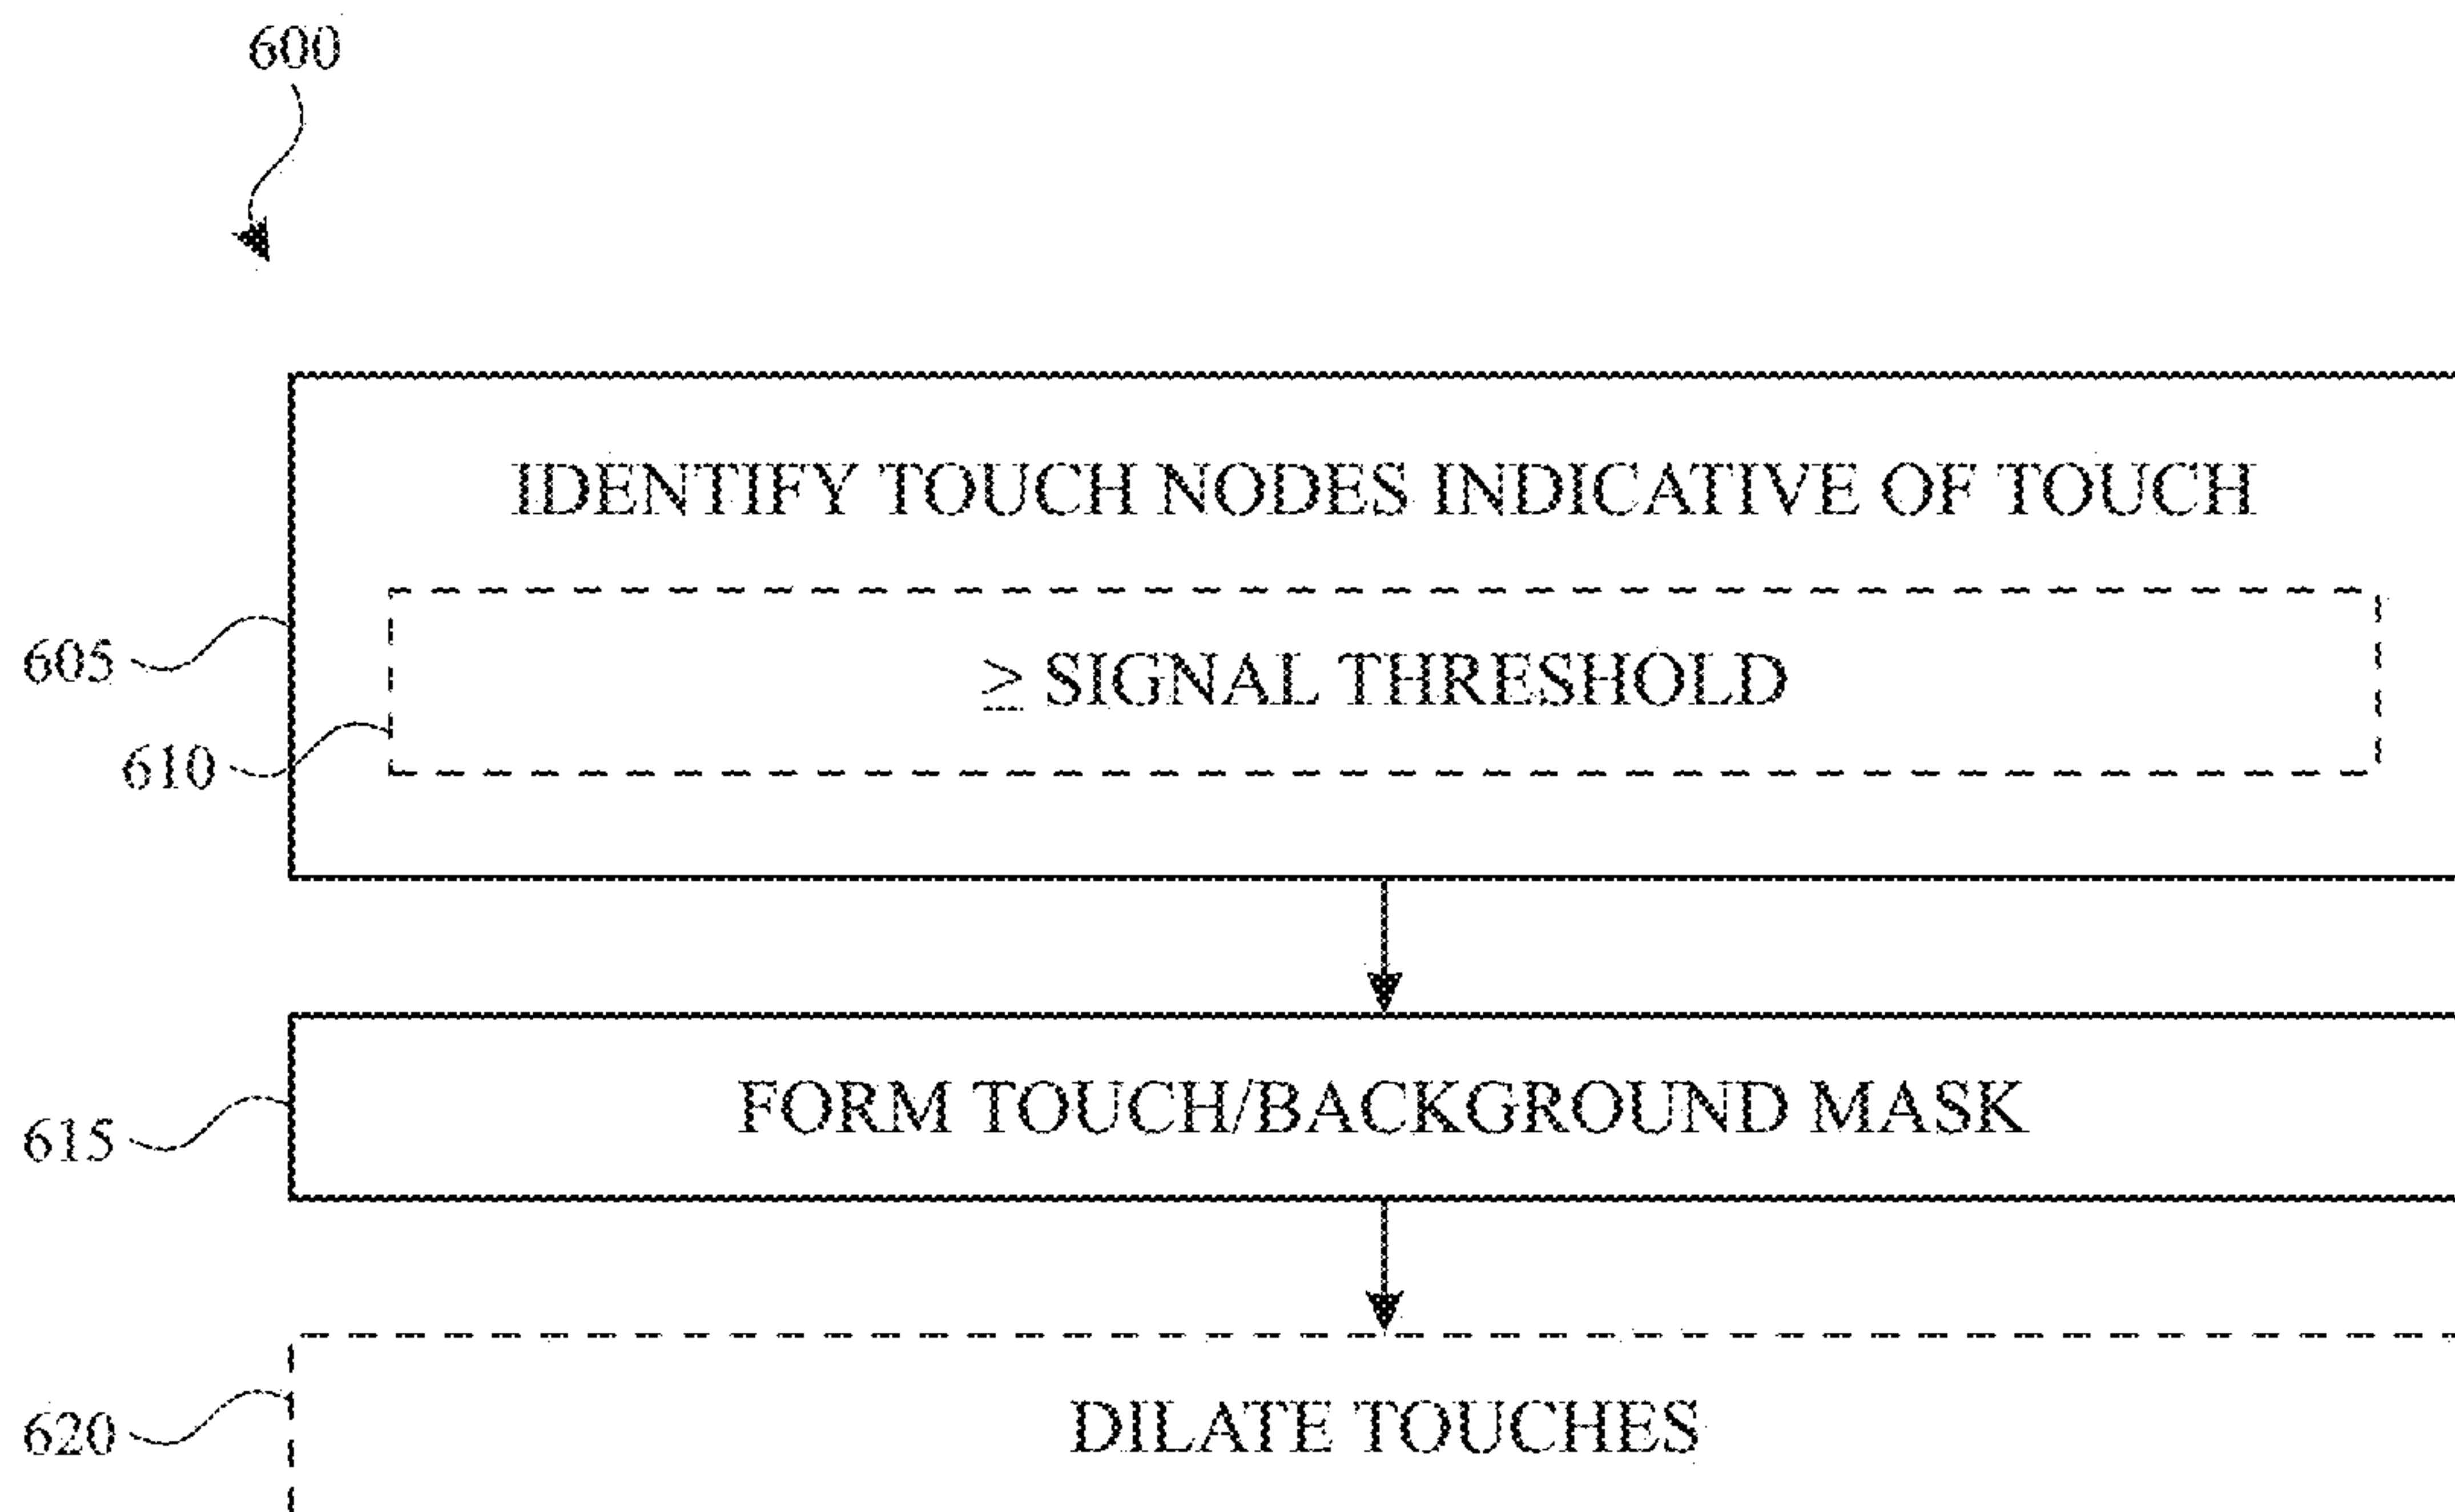 600
IDENTIFY TOUCH NODES INDICATIVE OF TOUCH
605
≥ SIGNAL THRESHOLD
610
FORM TOUCH/BACKGROUND MASK
615
DILATE TOUCHES
620